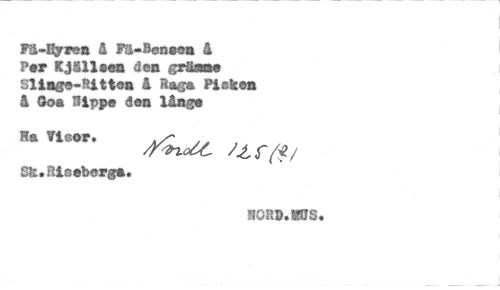 Fä-Hyren å Fä-Bensen å
Per Kjällsen den grämme
Slinge-Ritten å Raga Pisken
å Goa Nippe den långe
Ha Visor.
Nordl 125(?)
Sk.Riseberga.
NORD.MUS.